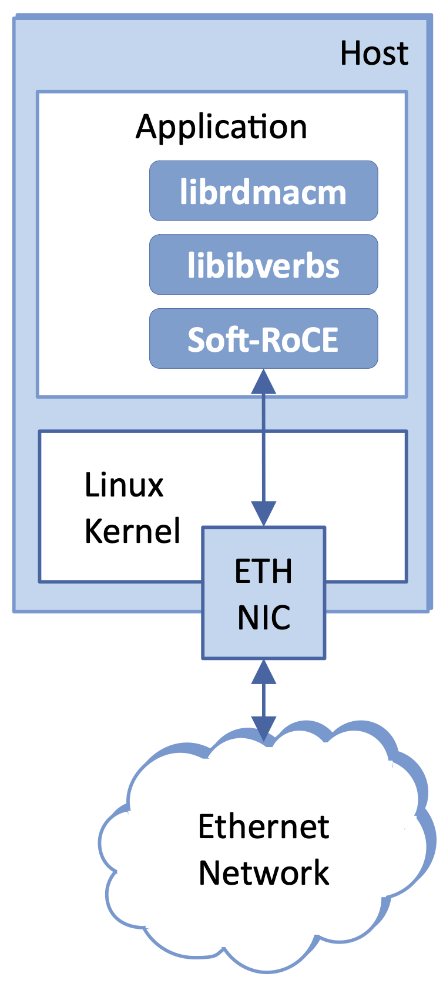 Host
Application
librdmacm
libibverbs
Soft-RoCE
Linux
Kernel
ETH
NIC
Ethernet
Network